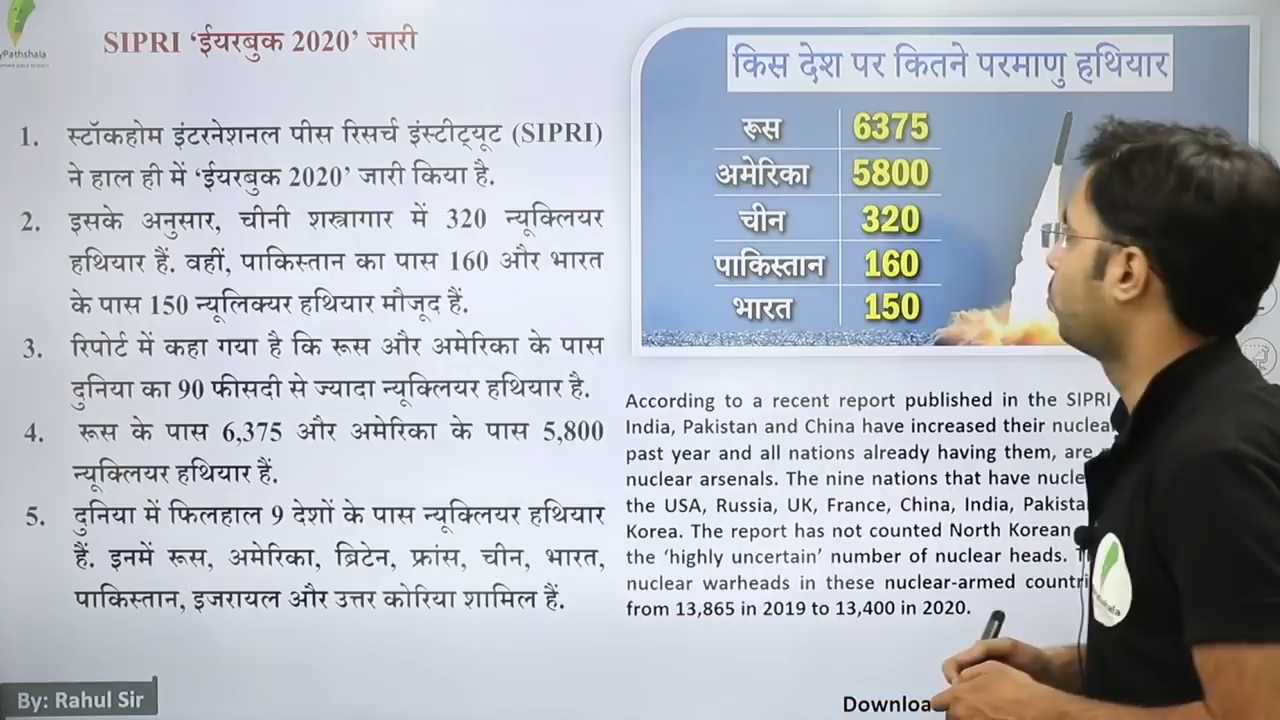 yPathshala
SIPRI ‘ईयरबुक 2020’ जारी
1. स्टॉकहोम इंटरनेशनल पीस रिसर्च इंस्टीट्यूट (SIPRI)
ने हाल ही में ‘ईयरबुक 2020’ जारी किया है.
2. इसके अनुसार, चीनी शस्त्रागार में 320 न्यूक्लियर
हथियार हैं. वहीं, पाकिस्तान का पास 160 और भारत
के पास 150 न्यूलिक्यर हथियार मौजूद हैं.
3. रिपोर्ट में कहा गया है कि रूस और अमेरिका के पास
दुनिया का 90 फीसदी से ज्यादा न्यूक्लियर हथियार है.
4. रूस के पास 6,375 और अमेरिका के पास 5,800
न्यूक्लियर हथियार हैं.
5. दुनिया में फिलहाल 9 देशों के पास न्यूक्लियर हथियार
हैं. इनमें रूस, अमेरिका, ब्रिटेन, फ्रांस, चीन, भारत,
पाकिस्तान, इजरायल और उत्तर कोरिया शामिल हैं.
किस देश पर कितने परमाणु हथियार
रूस 6375
अमेरिका 5800
चीन 320
पाकिस्तान 160
भारत 150
According to a recent report published in the SIPRI
India, Pakistan and China have increased their nuclea
past year and all nations already having them, are
nuclear arsenals. The nine nations that have nucle
the USA, Russia, UK, France, China, India, Pakista
Korea. The report has not counted North Korean
the ‘highly uncertain’ number of nuclear heads. T
nuclear warheads in these nuclear-armed countri
from 13,865 in 2019 to 13,400 in 2020.
By: Rahul Sir
Downloa